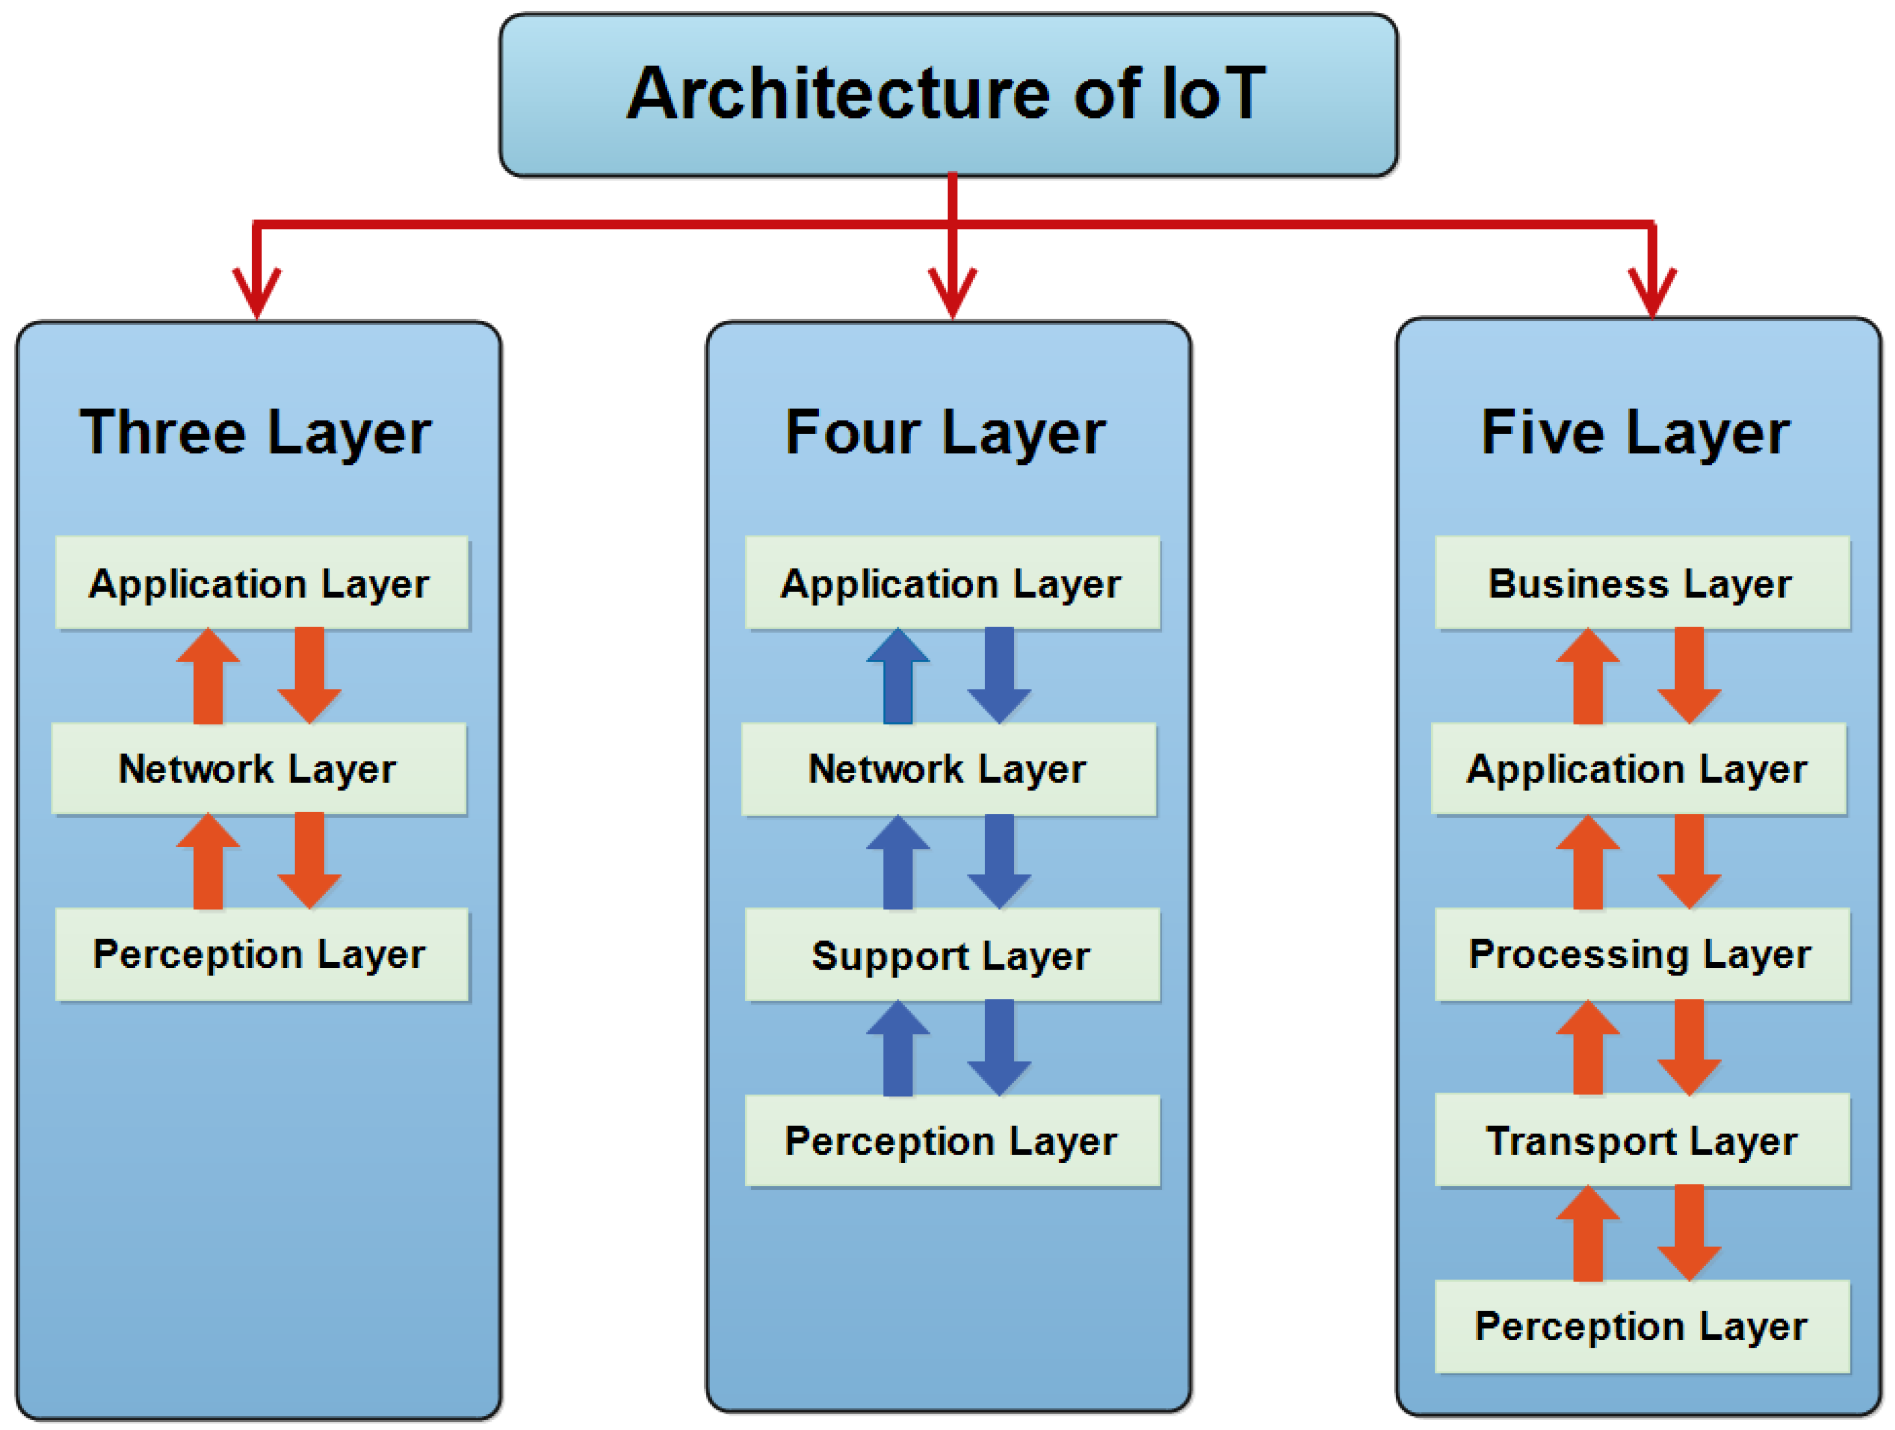 Architecture of IoT
Three Layer
Application Layer
Network Layer
Perception Layer
Four Layer
Application Layer
Network Layer
Support Layer
Perception Layer
Five Layer
Business Layer
Application Layer
Processing Layer
Transport Layer
Perception Layer